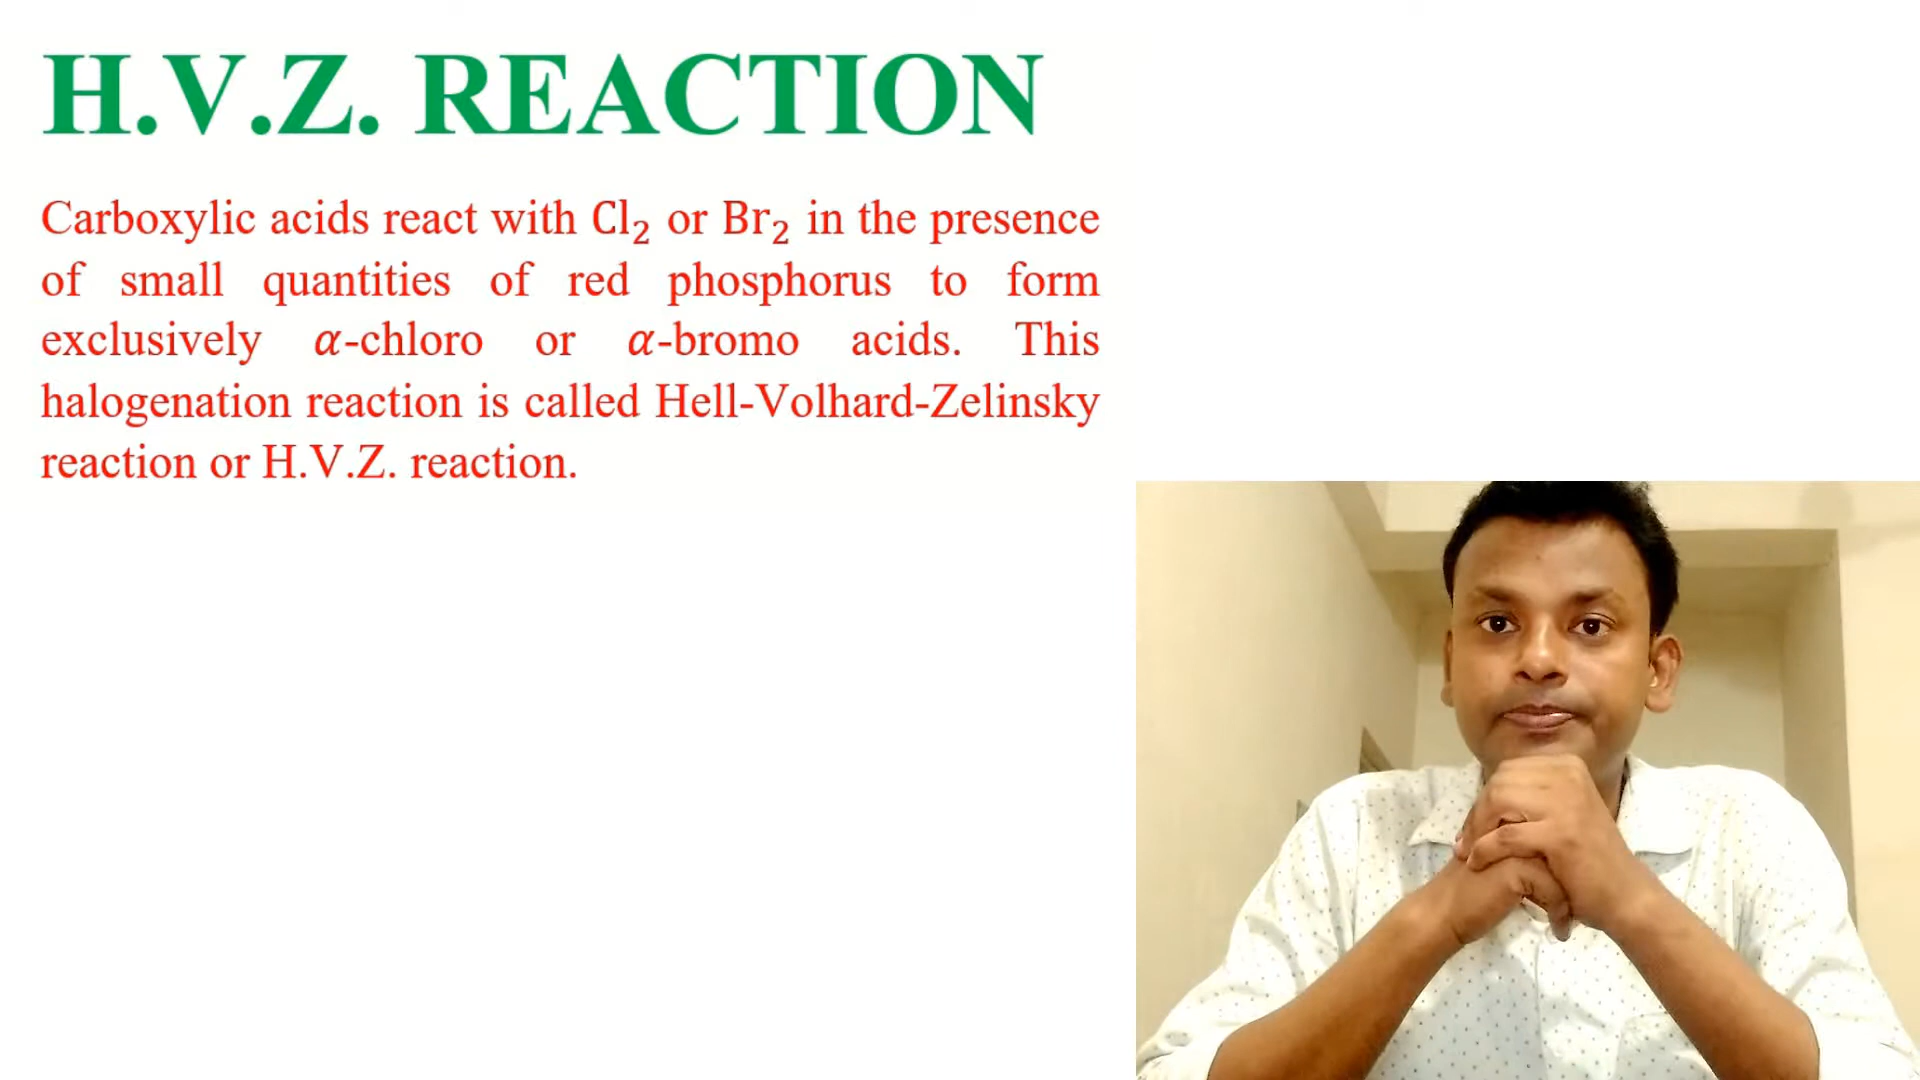 H.V.Z. REACTION
Carboxylic acids react with Cl₂ or Br₂ in the presence
of small quantities of red phosphorus to form
exclusively α-chloro or α-bromo acids. This
halogenation reaction is called Hell-Volhard-Zelinsky
reaction or H.V.Z. reaction.